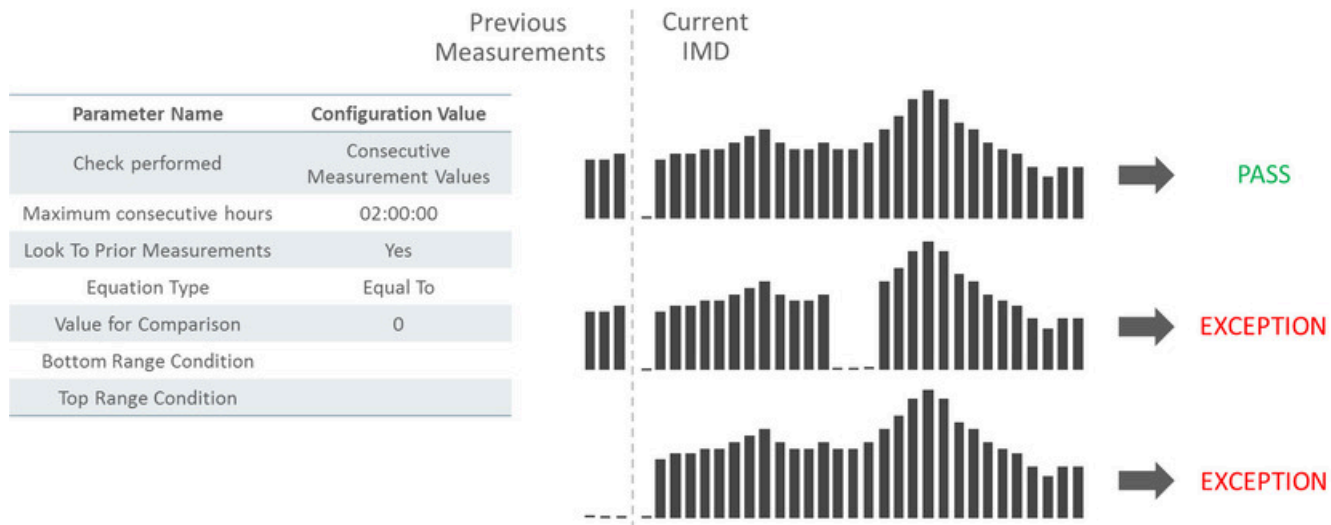 Previous
Measurements
Current
IMD
Parameter Name Configuration Value
Check performed Consecutive
Measurement Values
Maximum consecutive hours 02:00:00
Look To Prior Measurements Yes
Equation Type Equal To
Value for Comparison 0
Bottom Range Condition
Top Range Condition
PASS
EXCEPTION
EXCEPTION